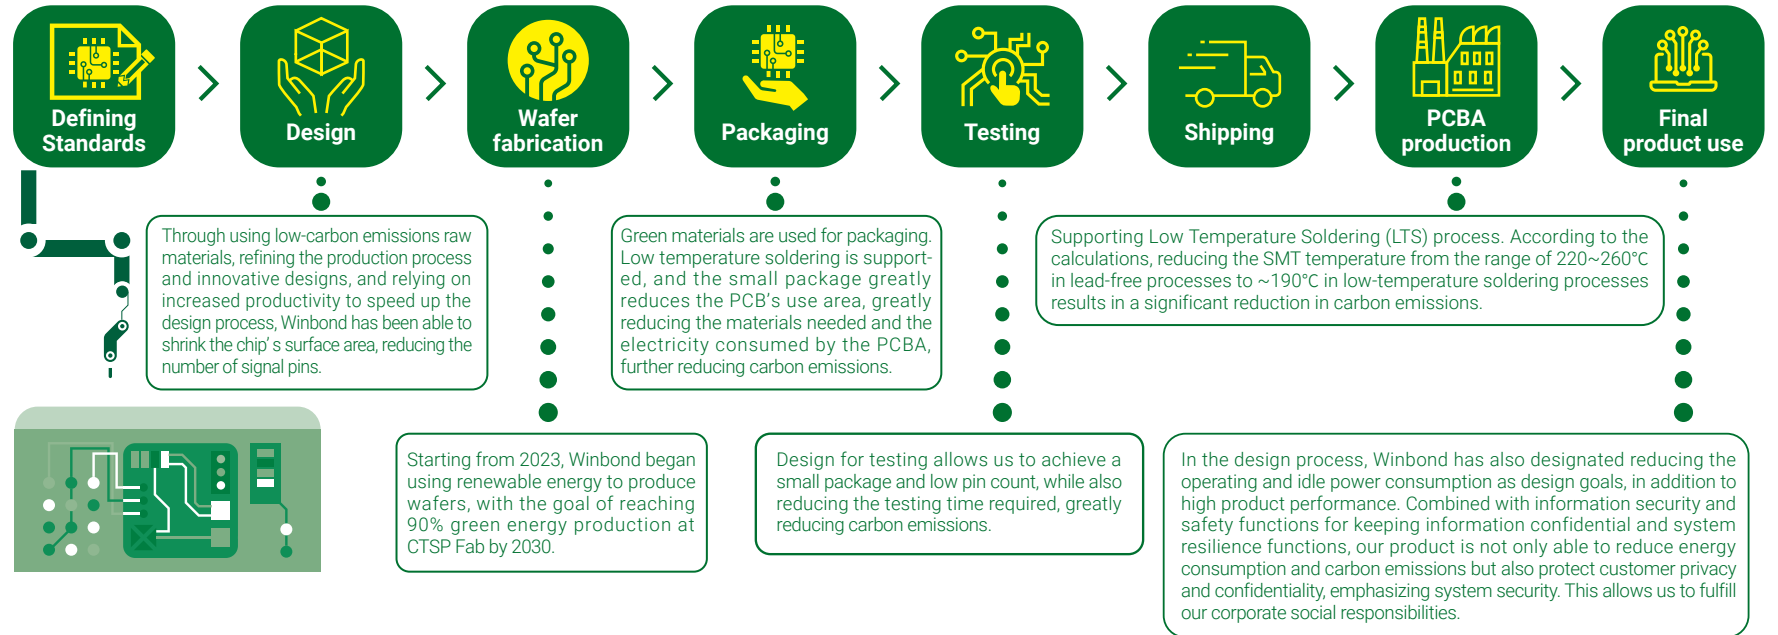 Defining
Standards
Design
Wafer
fabrication
Packaging
Testing
Shipping
PCBA
production
Final
product use
Through using low-carbon emissions raw
materials, refining the production process
and innovative designs, and relying on
increased productivity to speed up the
design process, Winbond has been able to
shrink the chip' s surface area, reducing the
number of signal pins.
Green materials are used for packaging.
Low temperature soldering is support-
ed, and the small package greatly
reduces the PCB's use area, greatly
reducing the materials needed and the
electricity consumed by the PCBA,
further reducing carbon emissions.
Supporting Low Temperature Soldering (LTS) process. According to the
calculations, reducing the SMT temperature from the range of 220~260°C
in lead-free processes to ~190°C in low-temperature soldering processes
results in a significant reduction in carbon emissions.
Starting from 2023, Winbond began
using renewable energy to produce
wafers, with the goal of reaching
90% green energy production at
CTSP Fab by 2030.
Design for testing allows us to achieve a
small package and low pin count, while also
reducing the testing time required, greatly
reducing carbon emissions.
In the design process, Winbond has also designated reducing the
operating and idle power consumption as design goals, in addition to
high product performance. Combined with information security and
safety functions for keeping information confidential and system
resilience functions, our product is not only able to reduce energy
consumption and carbon emissions but also protect customer privacy
and confidentiality, emphasizing system security. This allows us to fulfill
our corporate social responsibilities.